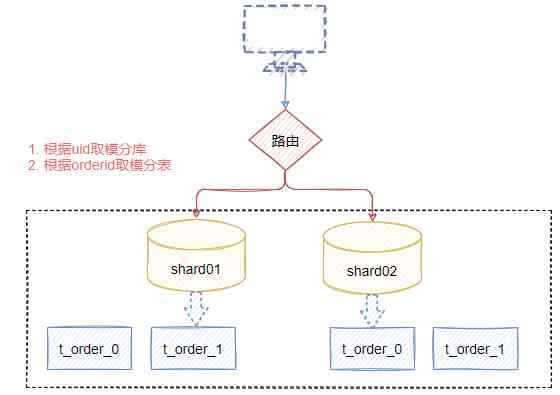 路由
1. 根据uid取模分库
2. 根据orderid取模分表
shard01
shard02
t_order_0
t_order_1
t_order_0
t_order_1